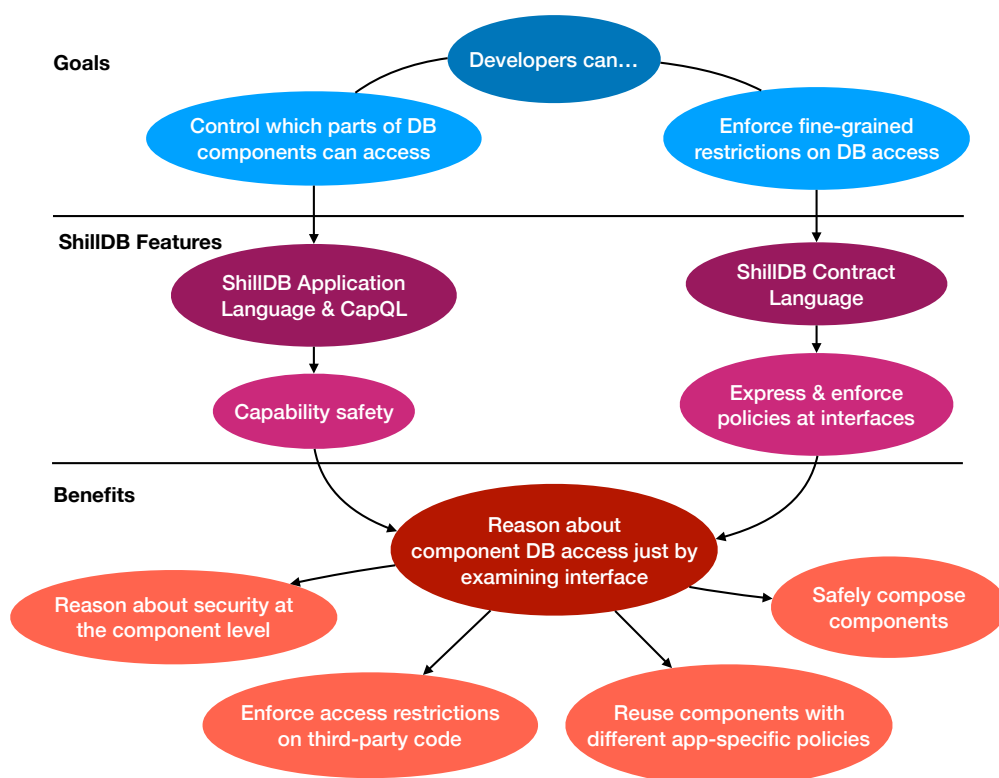 Developers can…
Goals
Control which parts of DB
components can access
Enforce fine-grained
restrictions on DB access
ShillDB Features
ShillDB Application
Language & CapQL
ShillDB Contract
Language
Capability safety
Express & enforce
policies at interfaces
Benefits
Reason about
component DB access just by
examining interface
Reason about security at
the component level
Safely compose
components
Enforce access restrictions
on third-party code
Reuse components with
different app-specific policies